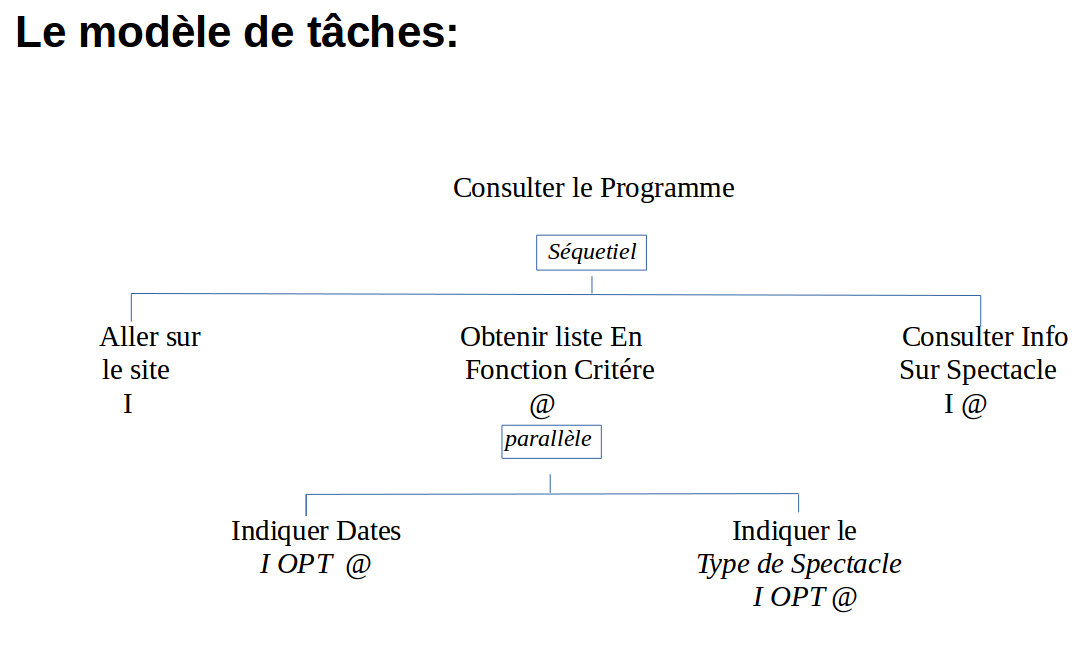 Le modèle de tâches:
Consulter le Programme
Séquetiel
Aller sur
le site
I
Obtenir liste En
Fonction Critére
@
Consulter Info
Sur Spectacle
I @
parallèle
Indiquer Dates
I OPT @
Indiquer le
Type de Spectacle
I OPT @